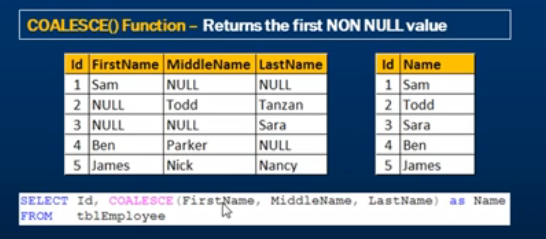 COALESCE() Function – Returns the first NON NULL value
Id FirstName MiddleName LastName
1 Sam NULL NULL
2 NULL Todd Tanzan
3 NULL NULL Sara
4 Ben Parker NULL
5 James Nick Nancy
Id Name
1 Sam
2 Todd
3 Sara
4 Ben
5 James
SELECT Id, COALESCE(FirstName, MiddleName, LastName) as Name
FROM tblEmployee